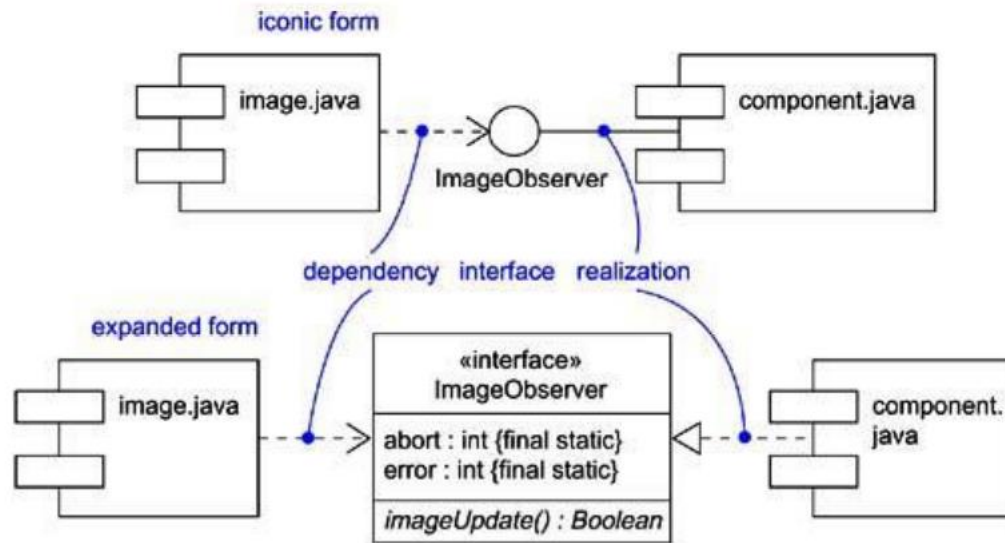 iconic form
image.java
component.java
ImageObserver
dependency interface realization
expanded form
image.java
«interface»
ImageObserver
abort : int {final static}
error : int {final static}
imageUpdate() : Boolean
component.
java